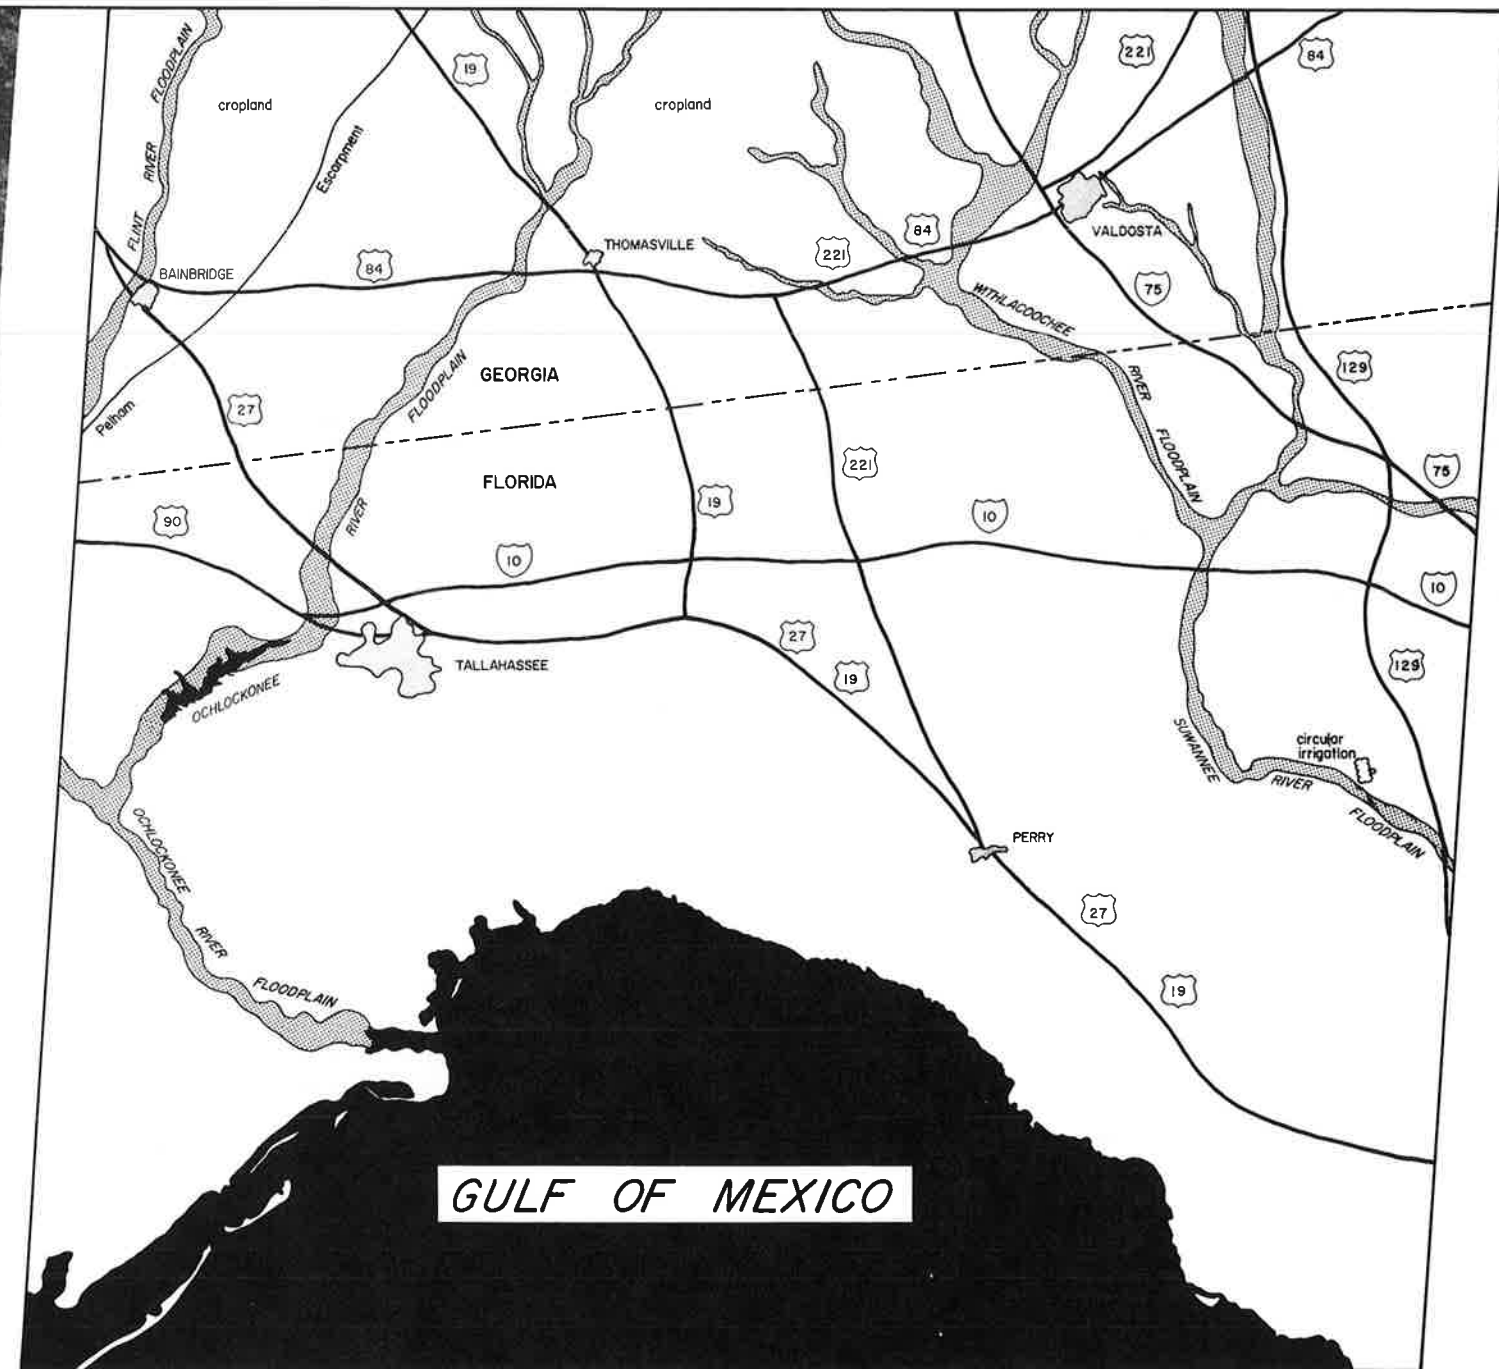 FLINT RIVER FLOODPLAIN
cropland
19
cropland
221
84
Escarpment
Pelham
BAINBRIDGE
84
THOMASVILLE
221
84
VALDOSTA
75
WITHLACOOCHEE RIVER FLOODPLAIN
129
27
GEORGIA
FLORIDA
OCHLOCKONEE RIVER FLOODPLAIN
90
10
19
221
10
75
10
TALLAHASSEE
27
19
129
SUWANNEE RIVER FLOODPLAIN
circular
irrigation
OCHLOCKONEE RIVER FLOODPLAIN
PERRY
27
19
GULF OF MEXICO